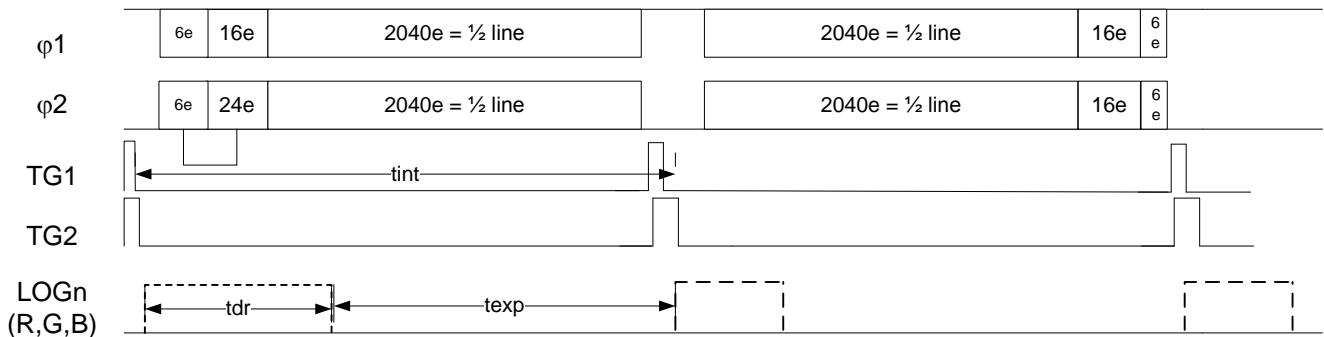 φ1
6e 16e 2040e = ½ line 2040e = ½ line 16e 6
e
φ2
6e 24e 2040e = ½ line 2040e = ½ line 16e 6
e
TG1
tint
TG2
LOGn
(R,G,B)
tdr texp